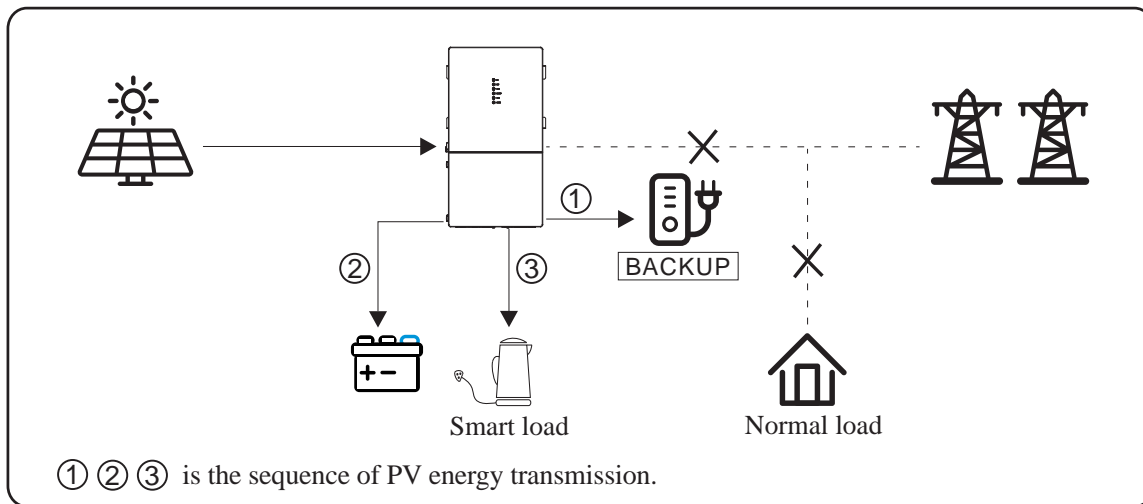 ①
BACKUP
②
③
+ −
Smart load
Normal load
① ② ③ is the sequence of PV energy transmission.